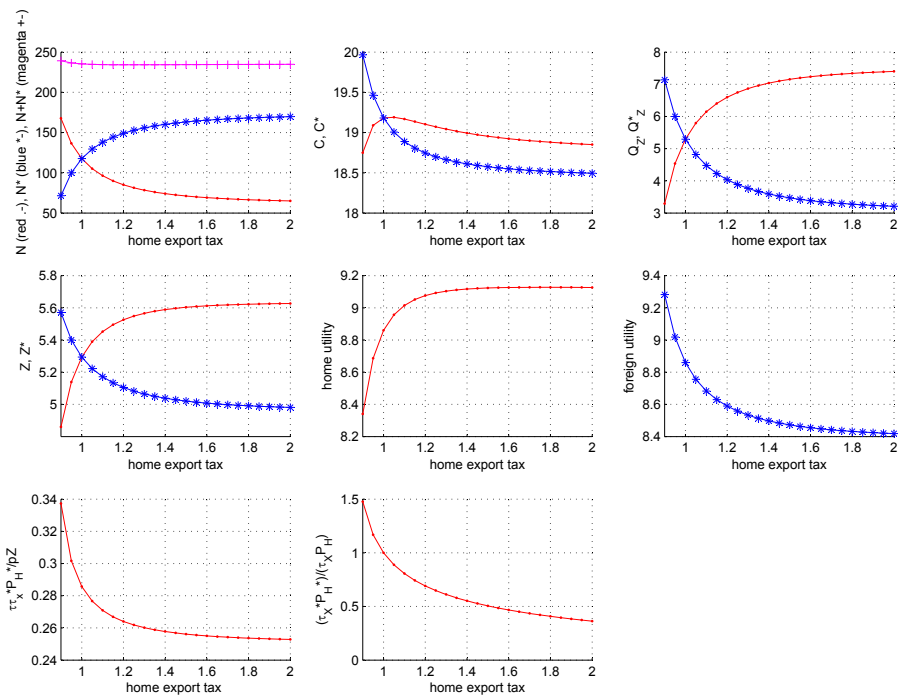 N (red .-), N* (blue *-), N+N* (magenta +-)
250
200
150
100
50
1 1.2 1.4 1.6 1.8 2
home export tax
C, C*
20
19.5
19
18.5
18
1 1.2 1.4 1.6 1.8 2
home export tax
Q_Z, Q*_Z
8
7
6
5
4
3
1 1.2 1.4 1.6 1.8 2
home export tax
Z, Z*
5.8
5.6
5.4
5.2
5
1 1.2 1.4 1.6 1.8 2
home export tax
home utility
9.2
9
8.8
8.6
8.4
8.2
1 1.2 1.4 1.6 1.8 2
home export tax
foreign utility
9.4
9.2
9
8.8
8.6
8.4
1 1.2 1.4 1.6 1.8 2
home export tax
ττ_x*P_H*/pZ
0.34
0.32
0.3
0.28
0.26
0.24
1 1.2 1.4 1.6 1.8 2
home export tax
(τ_X*P_H*)/(τ_XP_H)
1.5
1
0.5
0
1 1.2 1.4 1.6 1.8 2
home export tax